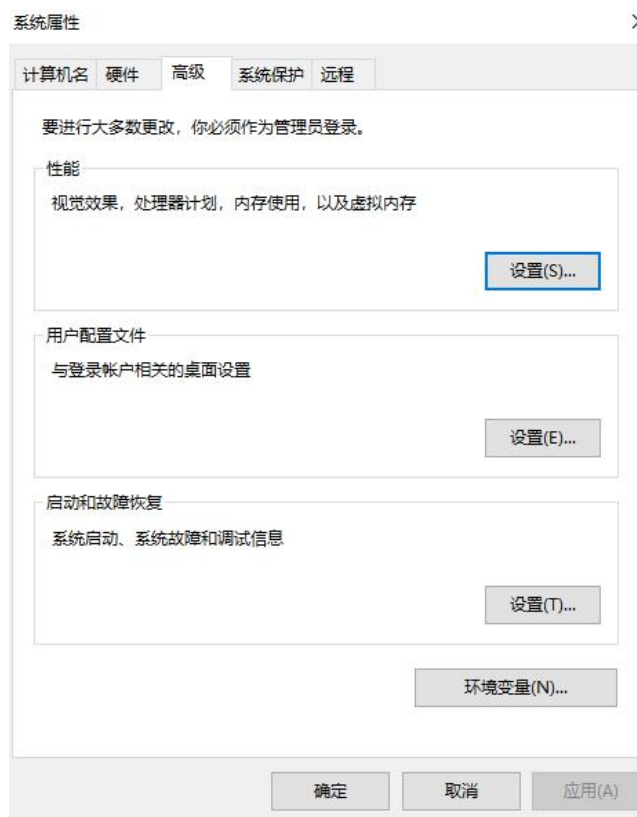 系统属性
计算机名 硬件 高级 系统保护 远程
要进行大多数更改，你必须作为管理员登录。
性能
视觉效果，处理器计划，内存使用，以及虚拟内存
设置(S)...
用户配置文件
与登录帐户相关的桌面设置
设置(E)...
启动和故障恢复
系统启动、系统故障和调试信息
设置(T)...
环境变量(N)...
确定 取消 应用(A)